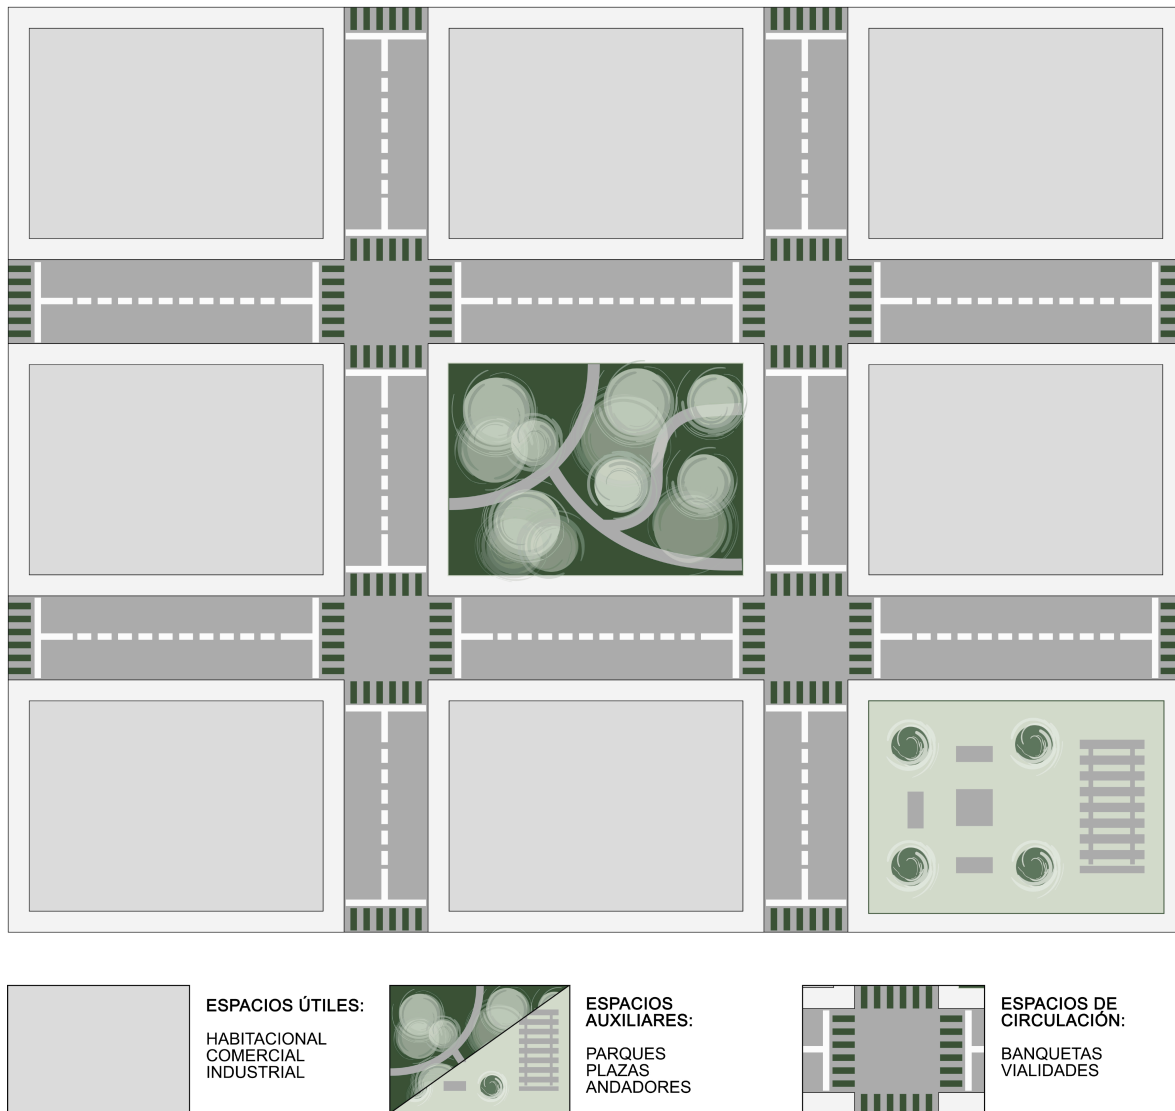 ESPACIOS ÚTILES:
HABITACIONAL
COMERCIAL
INDUSTRIAL
ESPACIOS
AUXILIARES:
PARQUES
PLAZAS
ANDADORES
ESPACIOS DE
CIRCULACIÓN:
BANQUETAS
VIALIDADES